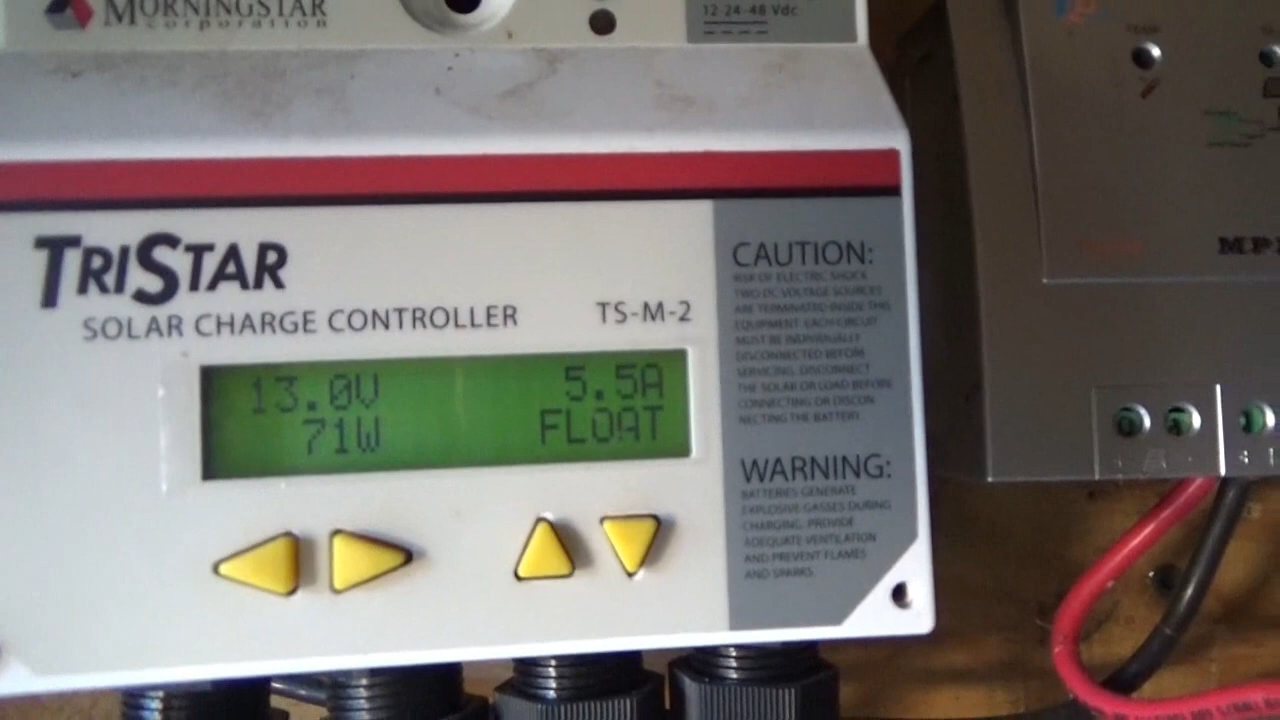 MORNINGSTAR
corporation
12-24-48 Vdc
TRISTAR
SOLAR CHARGE CONTROLLER
TS-M-2
13.0V 5.5A
71W FLOAT
CAUTION:
RISK OF ELECTRIC SHOCK
TWO DC VOLTAGE SOURCES
ARE TERMINATED INSIDE THIS
EQUIPMENT. EACH CIRCUIT
MUST BE INDIVIDUALLY
DISCONNECTED BEFORE
SERVICING. DISCONNECT
THE SOLAR OR LOAD BEFORE
CONNECTING OR DISCON
NECTING THE BATTERY.
WARNING:
BATTERIES GENERATE
EXPLOSIVE GASSES DURING
CHARGING. PROVIDE
ADEQUATE VENTILATION
AND PREVENT FLAMES
AND SPARKS.